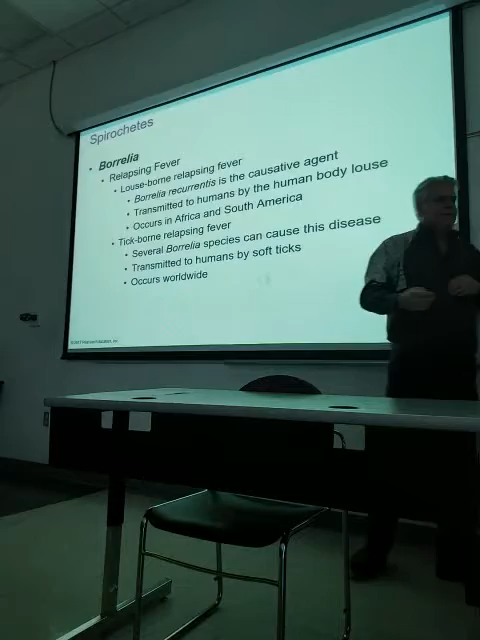 Spirochetes
• Borrelia
• Relapsing Fever
• Louse-borne relapsing fever
• Borrelia recurrentis is the causative agent
• Transmitted to humans by the human body louse
• Occurs in Africa and South America
• Tick-borne relapsing fever
• Several Borrelia species can cause this disease
• Transmitted to humans by soft ticks
• Occurs worldwide